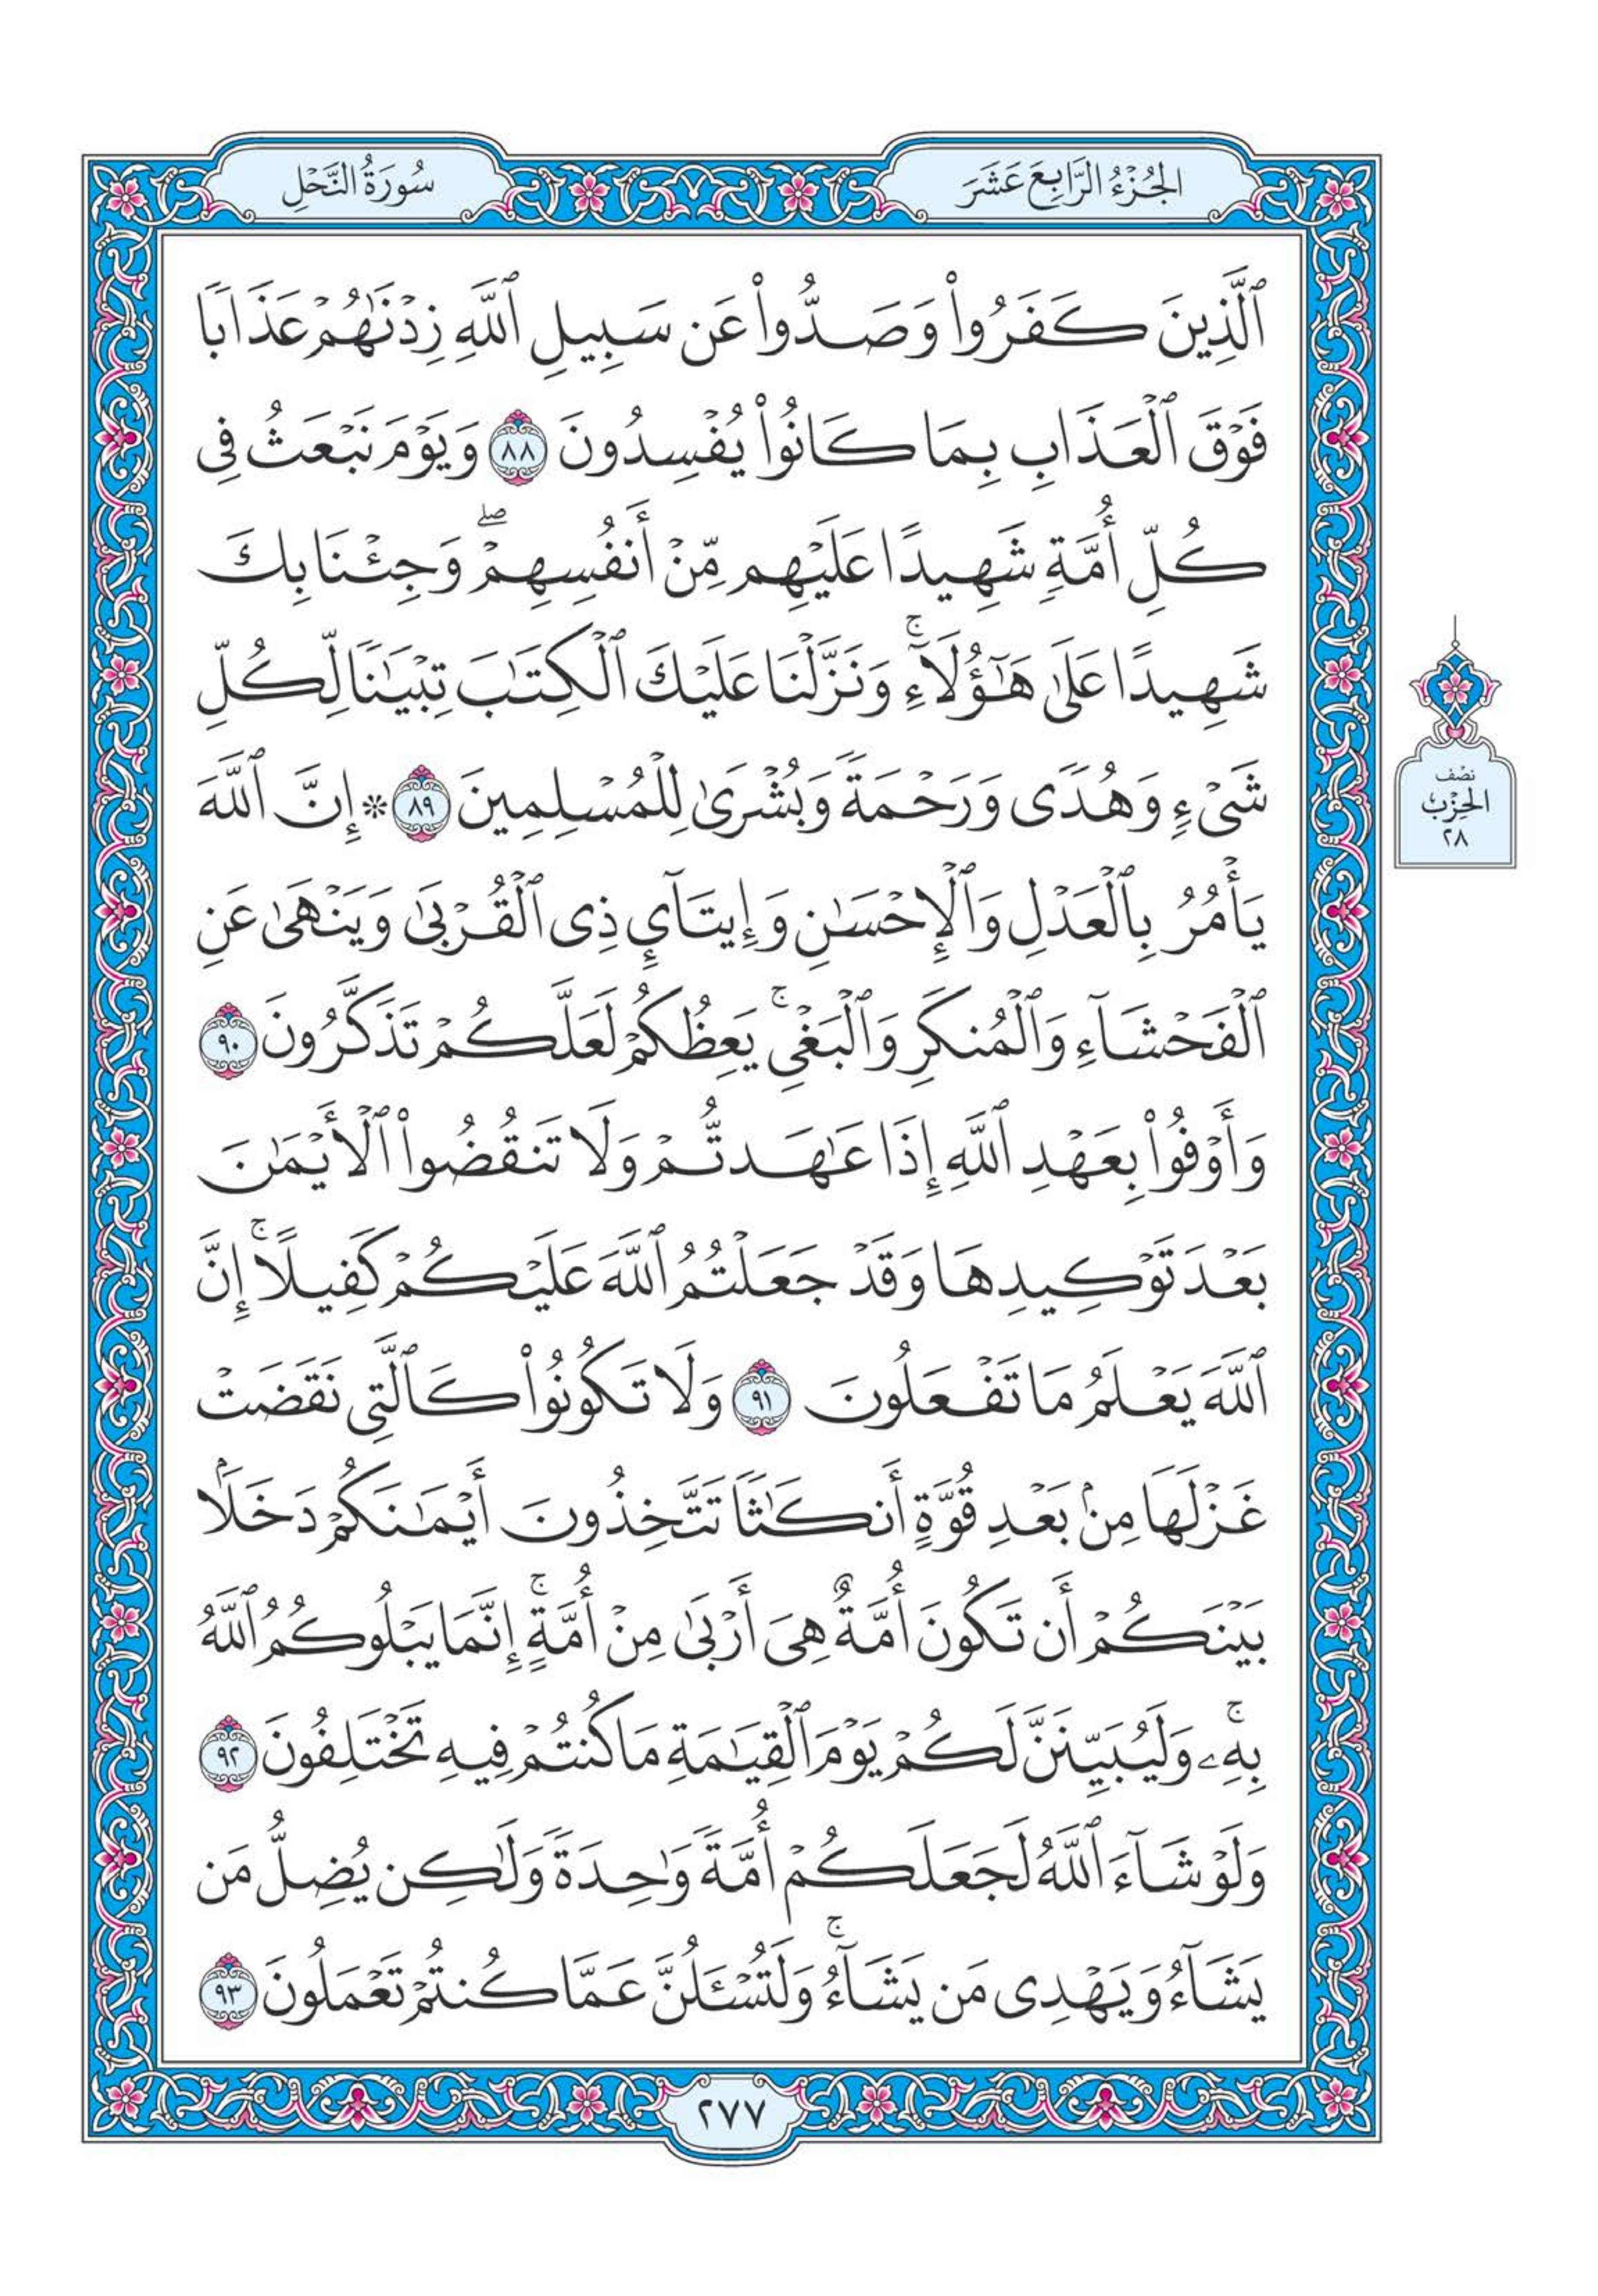 الجُزْءُ الرَّابِعَ عَشَرَ
سُورَةُ النَّحْلِ
ٱلَّذِينَ كَفَرُواْ وَصَدُّواْ عَن سَبِيلِ ٱللَّهِ زِدْنَٰهُمْ عَذَابًا
فَوْقَ ٱلْعَذَابِ بِمَا كَانُواْ يُفْسِدُونَ ٨٨ وَيَوْمَ نَبْعَثُ فِى
كُلِّ أُمَّةٍ شَهِيدًا عَلَيْهِم مِّنْ أَنفُسِهِمْ ۖ وَجِئْنَا بِكَ
شَهِيدًا عَلَىٰ هَٰٓؤُلَآءِ ۚ وَنَزَّلْنَا عَلَيْكَ ٱلْكِتَٰبَ تِبْيَٰنًا لِّكُلِّ
شَىْءٍ وَهُدًى وَرَحْمَةً وَبُشْرَىٰ لِلْمُسْلِمِينَ ٨٩ * إِنَّ ٱللَّهَ
يَأْمُرُ بِٱلْعَدْلِ وَٱلْإِحْسَٰنِ وَإِيتَآيِٕ ذِى ٱلْقُرْبَىٰ وَيَنْهَىٰ عَنِ
ٱلْفَحْشَآءِ وَٱلْمُنكَرِ وَٱلْبَغْىِ ۚ يَعِظُكُمْ لَعَلَّكُمْ تَذَكَّرُونَ ٩٠
وَأَوْفُواْ بِعَهْدِ ٱللَّهِ إِذَا عَٰهَدتُّمْ وَلَا تَنقُضُواْ ٱلْأَيْمَٰنَ
بَعْدَ تَوْكِيدِهَا وَقَدْ جَعَلْتُمُ ٱللَّهَ عَلَيْكُمْ كَفِيلًا ۚ إِنَّ
ٱللَّهَ يَعْلَمُ مَا تَفْعَلُونَ ٩١ وَلَا تَكُونُواْ كَٱلَّتِى نَقَضَتْ
غَزْلَهَا مِنۢ بَعْدِ قُوَّةٍ أَنكَٰثًا تَتَّخِذُونَ أَيْمَٰنَكُمْ دَخَلًۢا
بَيْنَكُمْ أَن تَكُونَ أُمَّةٌ هِىَ أَرْبَىٰ مِنْ أُمَّةٍ ۚ إِنَّمَا يَبْلُوكُمُ ٱللَّهُ
بِهِۦ ۚ وَلَيُبَيِّنَنَّ لَكُمْ يَوْمَ ٱلْقِيَٰمَةِ مَا كُنتُمْ فِيهِ تَخْتَلِفُونَ ٩٢
وَلَوْ شَآءَ ٱللَّهُ لَجَعَلَكُمْ أُمَّةً وَٰحِدَةً وَلَٰكِن يُضِلُّ مَن
يَشَآءُ وَيَهْدِى مَن يَشَآءُ ۚ وَلَتُسْـَٔلُنَّ عَمَّا كُنتُمْ تَعْمَلُونَ ٩٣
نصْف
الحِزْب
٢٨
٢٧٧